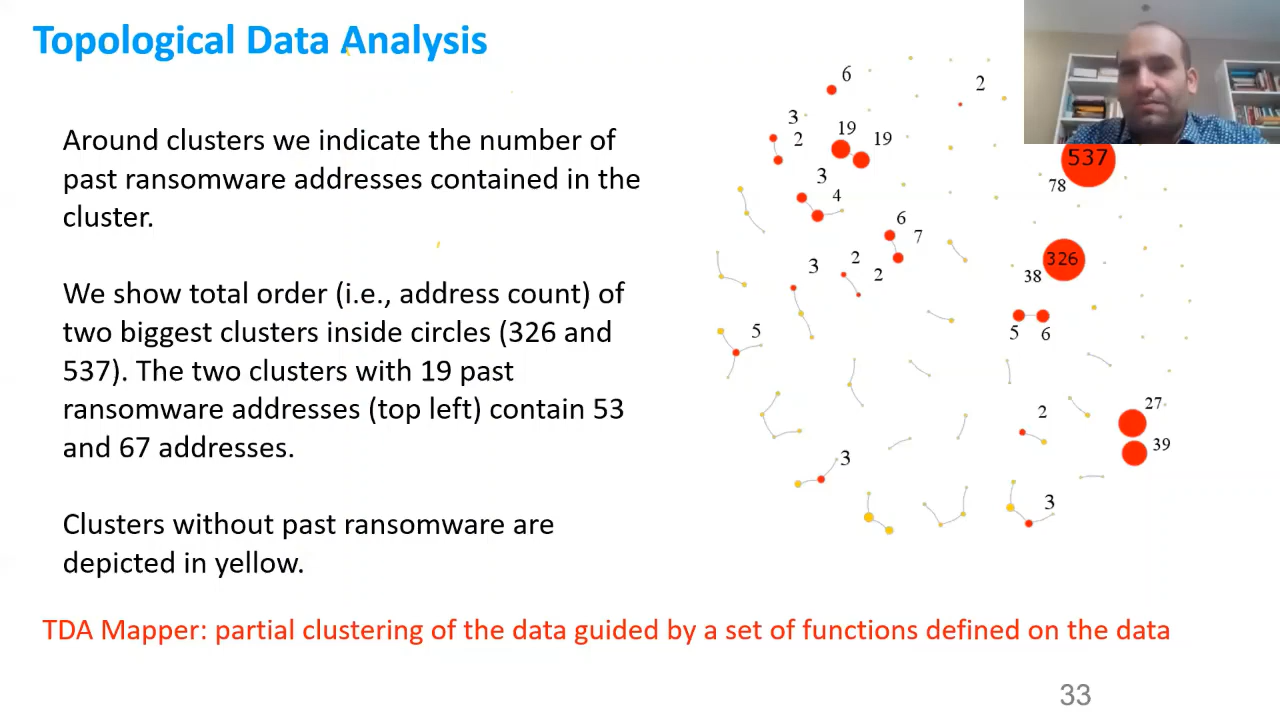 Topological Data Analysis
Around clusters we indicate the number of
past ransomware addresses contained in the
cluster.
We show total order (i.e., address count) of
two biggest clusters inside circles (326 and
537). The two clusters with 19 past
ransomware addresses (top left) contain 53
and 67 addresses.
Clusters without past ransomware are
depicted in yellow.
6
2
3
2
19
19
537
78
3
4
6
7
326
38
3
2
2
5
6
5
2
27
39
3
3
TDA Mapper: partial clustering of the data guided by a set of functions defined on the data
33